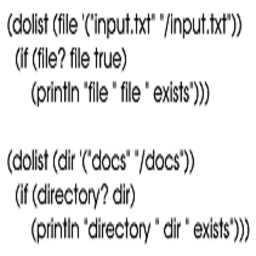 (dolist (file '("input.txt" "/input.txt"))
(if (file? file true)
(println "file " file " exists")))
(dolist (dir '("docs" "/docs"))
(if (directory? dir)
(println "directory " dir " exists")))